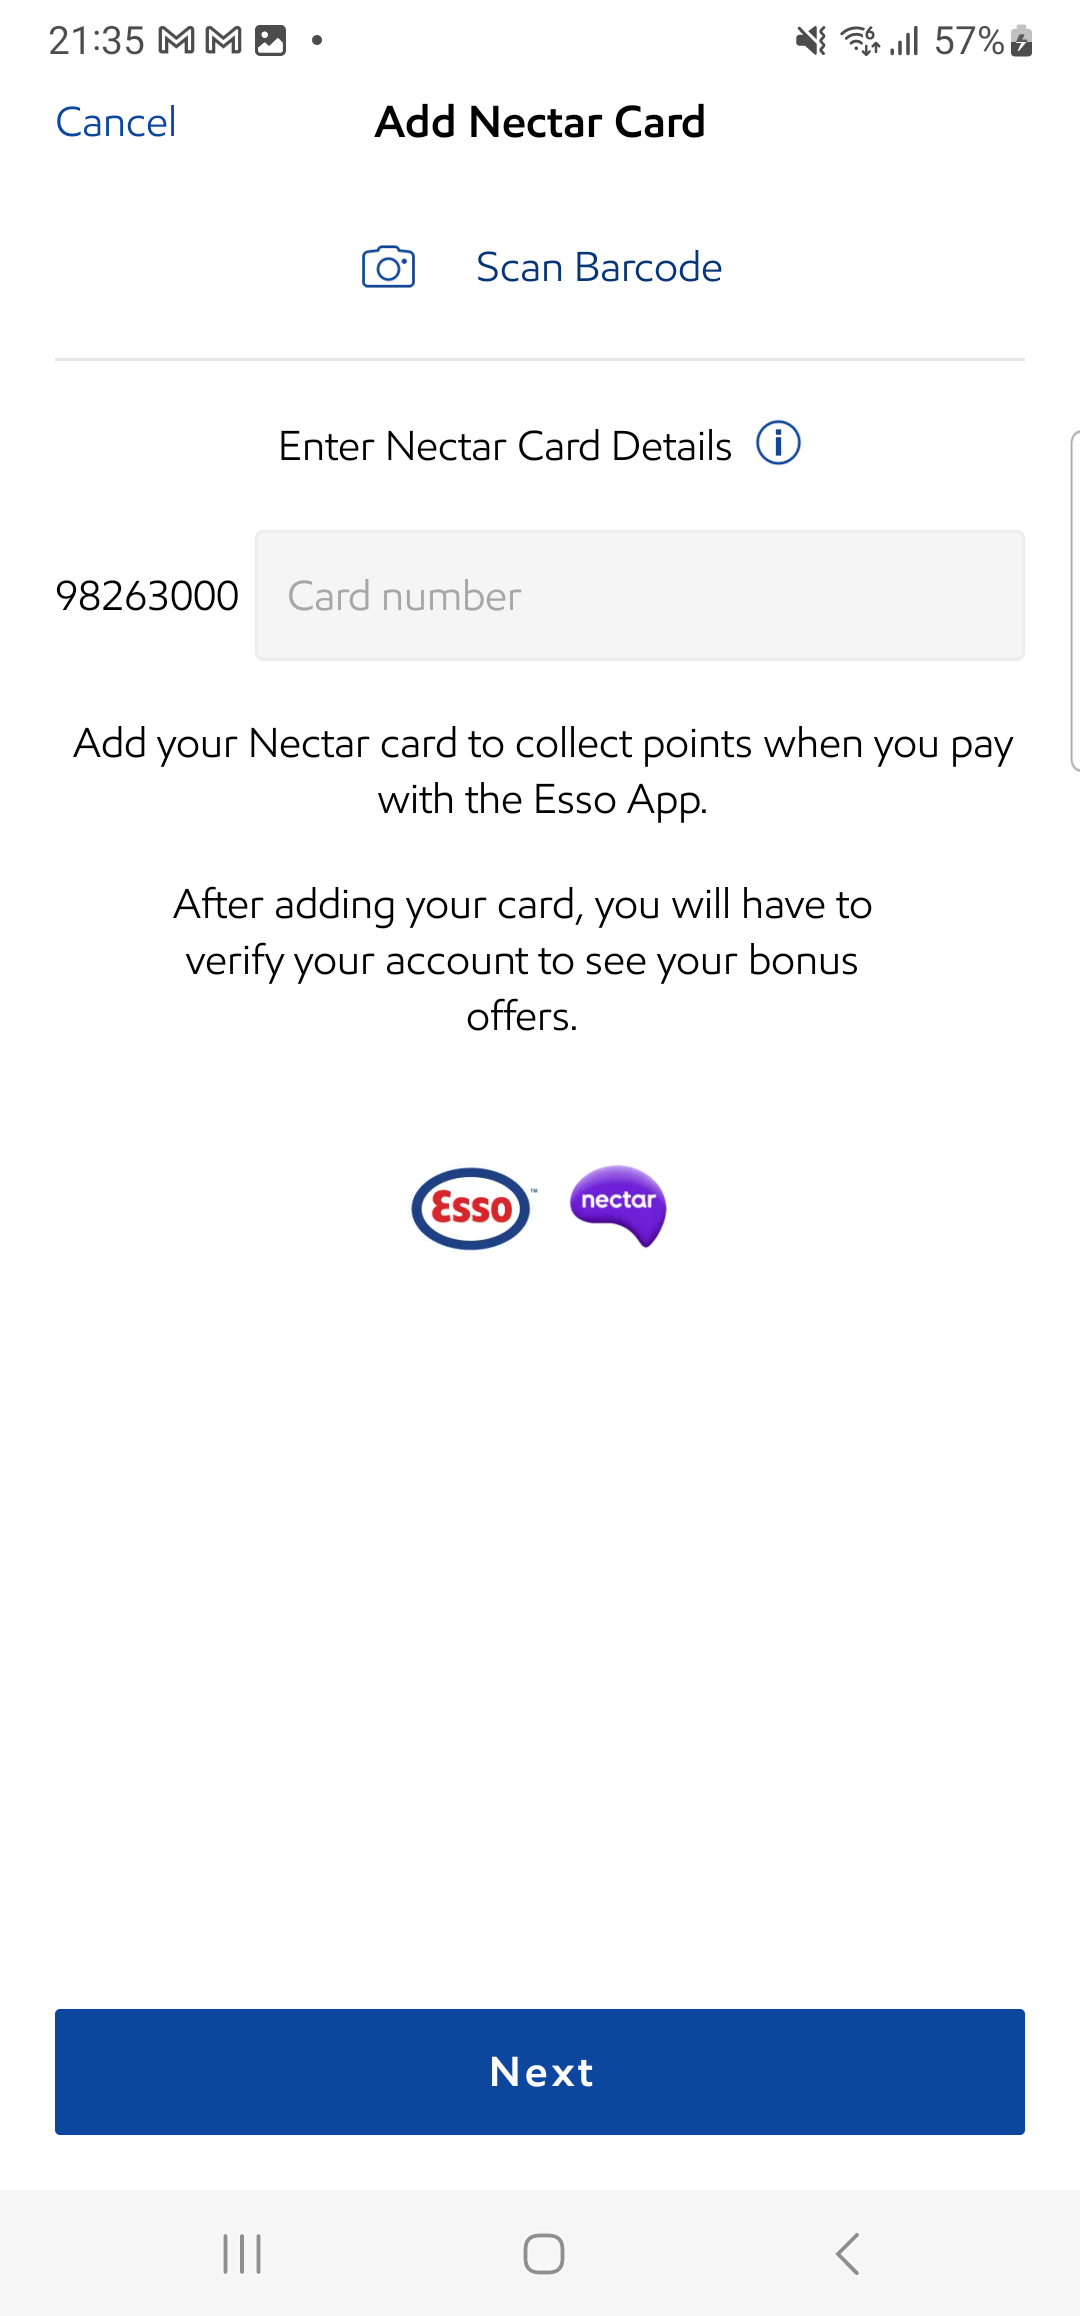 21:35
57%
Cancel
Add Nectar Card
Scan Barcode
Enter Nectar Card Details
98263000
Card number
Add your Nectar card to collect points when you pay
with the Esso App.
After adding your card, you will have to
verify your account to see your bonus
offers.
Esso™
nectar
Next